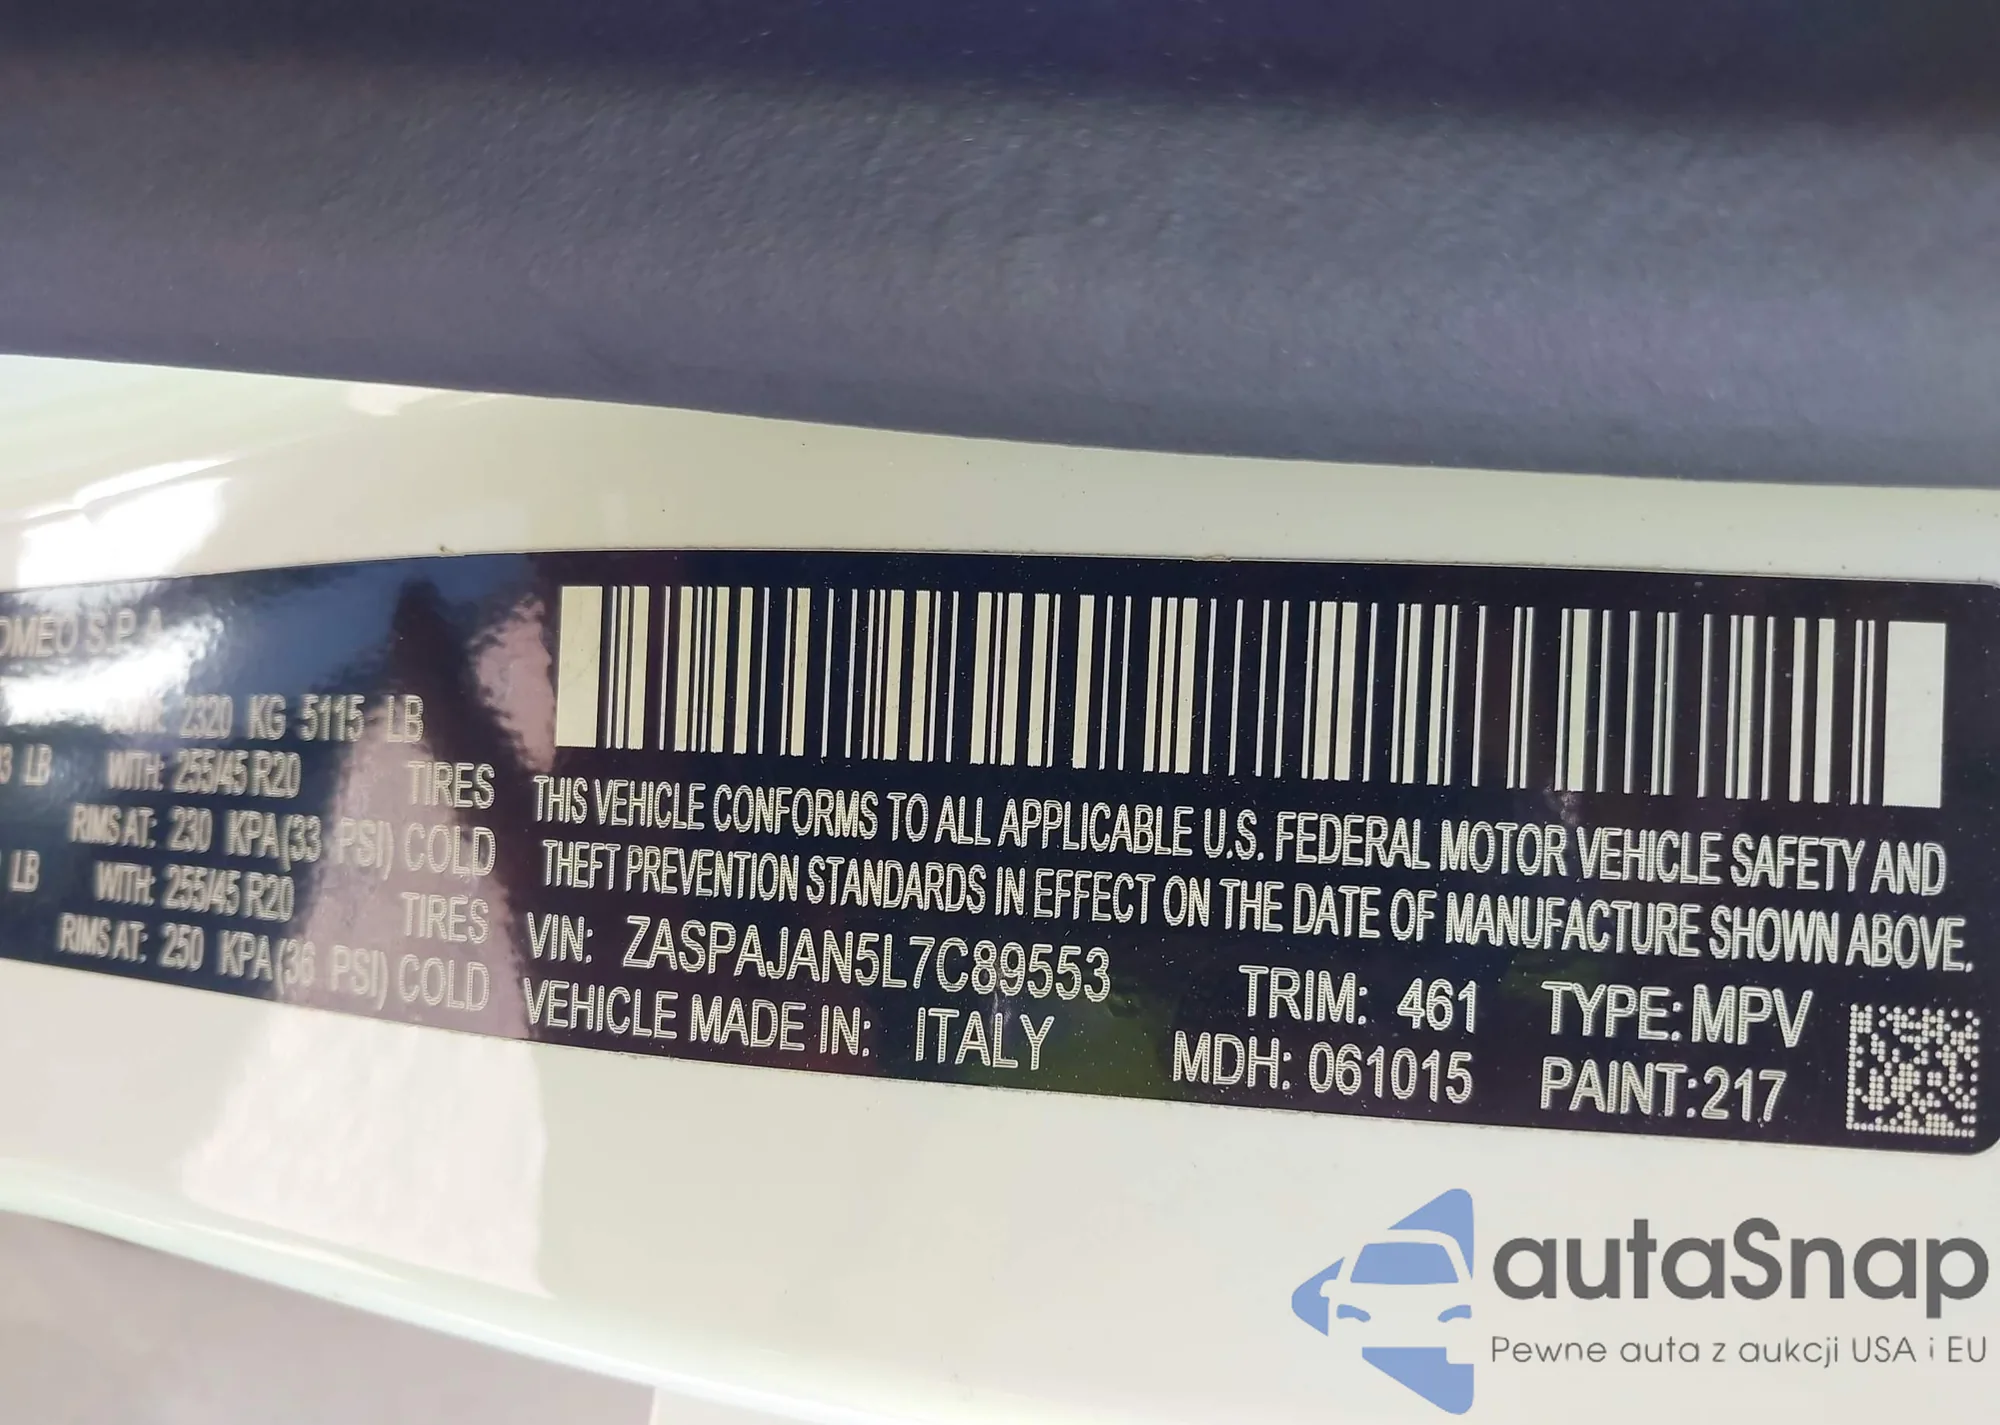 OMEO S.P.A.
2320 KG 5115 LB
LB WITH: 255/45 R20 TIRES
RIMS AT: 230 KPA(33 PSI) COLD
LB WITH: 255/45 R20 TIRES
RIMS AT: 250 KPA(36 PSI) COLD
THIS VEHICLE CONFORMS TO ALL APPLICABLE U.S. FEDERAL MOTOR VEHICLE SAFETY AND
THEFT PREVENTION STANDARDS IN EFFECT ON THE DATE OF MANUFACTURE SHOWN ABOVE.
VIN: ZASPAJAN5L7C89553 TRIM: 461 TYPE: MPV
VEHICLE MADE IN: ITALY MDH: 061015 PAINT: 217
autaSnap
Pewne auta z aukcji USA i EU